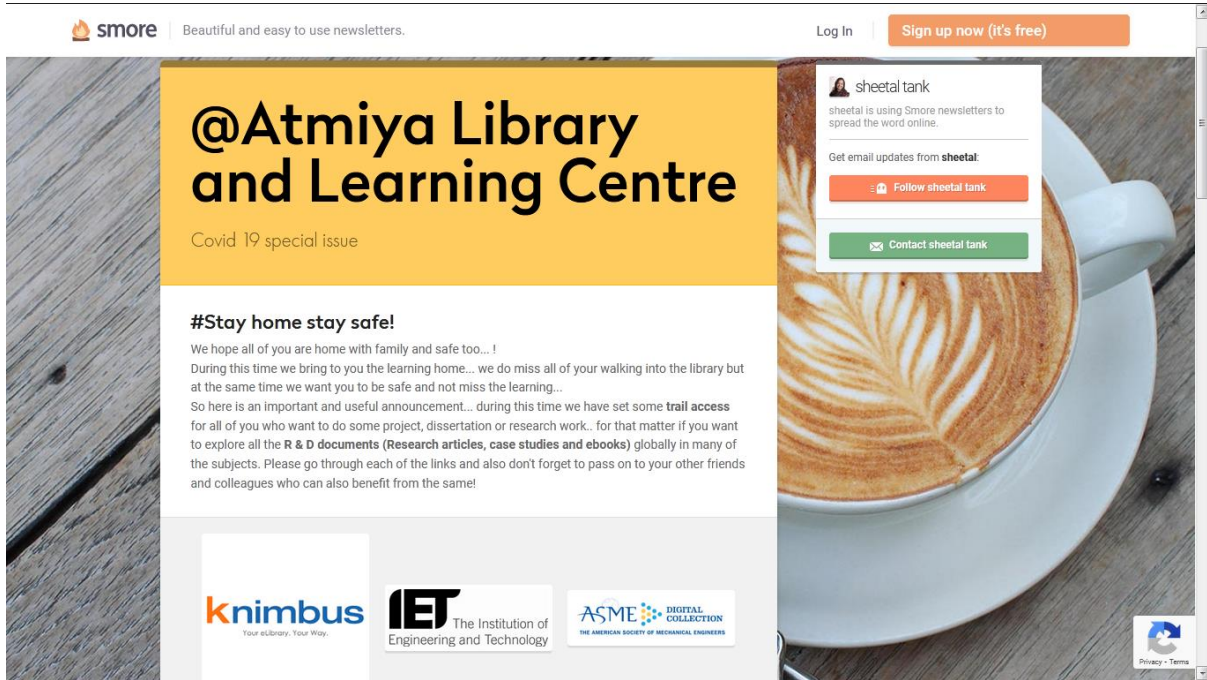 smore
Beautiful and easy to use newsletters.
Log In
Sign up now (it's free)
@Atmiya Library
and Learning Centre
Covid 19 special issue
sheetal tank
sheetal is using Smore newsletters to
spread the word online.
Get email updates from sheetal:
Follow sheetal tank
Contact sheetal tank
#Stay home stay safe!
We hope all of you are home with family and safe too... !
During this time we bring to you the learning home... we do miss all of your walking into the library but
at the same time we want you to be safe and not miss the learning...
So here is an important and useful announcement... during this time we have set some trail access
for all of you who want to do some project, dissertation or research work.. for that matter if you want
to explore all the R & D documents (Research articles, case studies and ebooks) globally in many of
the subjects. Please go through each of the links and also don't forget to pass on to your other friends
and colleagues who can also benefit from the same!
knimbus
Your eLibrary. Your Way.
IET The Institution of
Engineering and Technology
ASME DIGITAL
COLLECTION
THE AMERICAN SOCIETY OF MECHANICAL ENGINEERS
Privacy - Terms